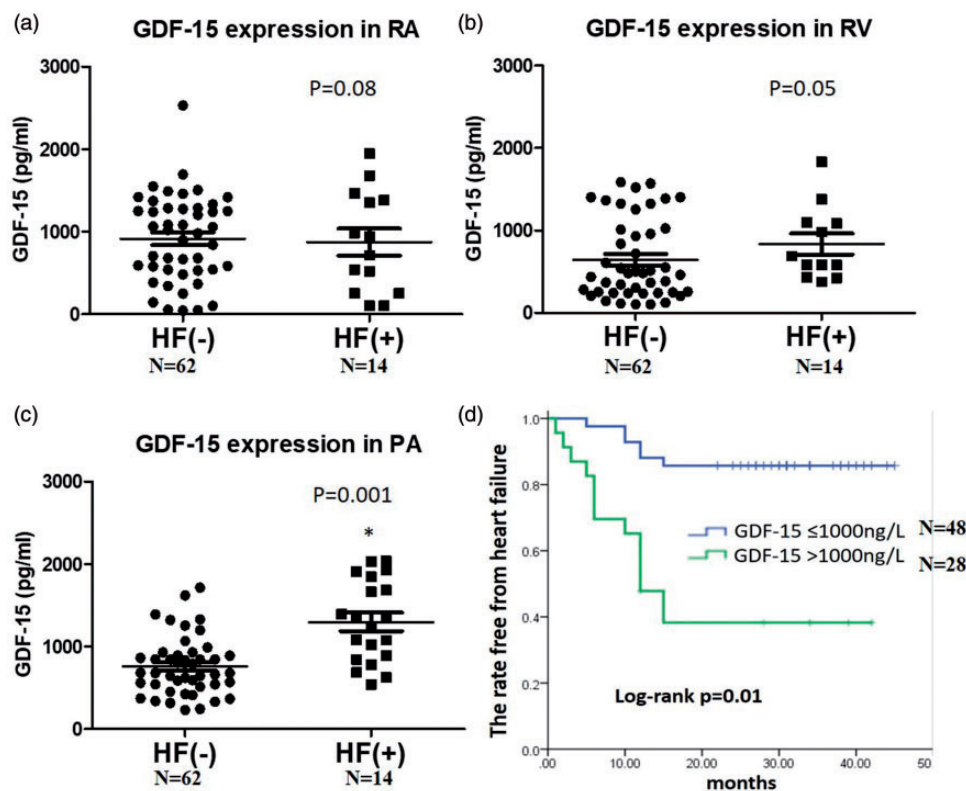 (a)
GDF-15 expression in RA
GDF-15 (pg/ml)
3000
2000
1000
0
P=0.08
HF(-)
HF(+)
N=62
N=14
(b)
GDF-15 expression in RV
GDF-15 (pg/ml)
3000
2000
1000
0
P=0.05
HF(-)
HF(+)
N=62
N=14
(c)
GDF-15 expression in PA
GDF-15 (pg/ml)
3000
2000
1000
0
P=0.001
*
HF(-)
HF(+)
N=62
N=14
(d)
The rate free from heart failure
1.0
0.8
0.6
0.4
0.2
0.0
GDF-15 ≤1000ng/L N=48
GDF-15 >1000ng/L N=28
Log-rank p=0.01
.00 10.00 20.00 30.00 40.00 50
months